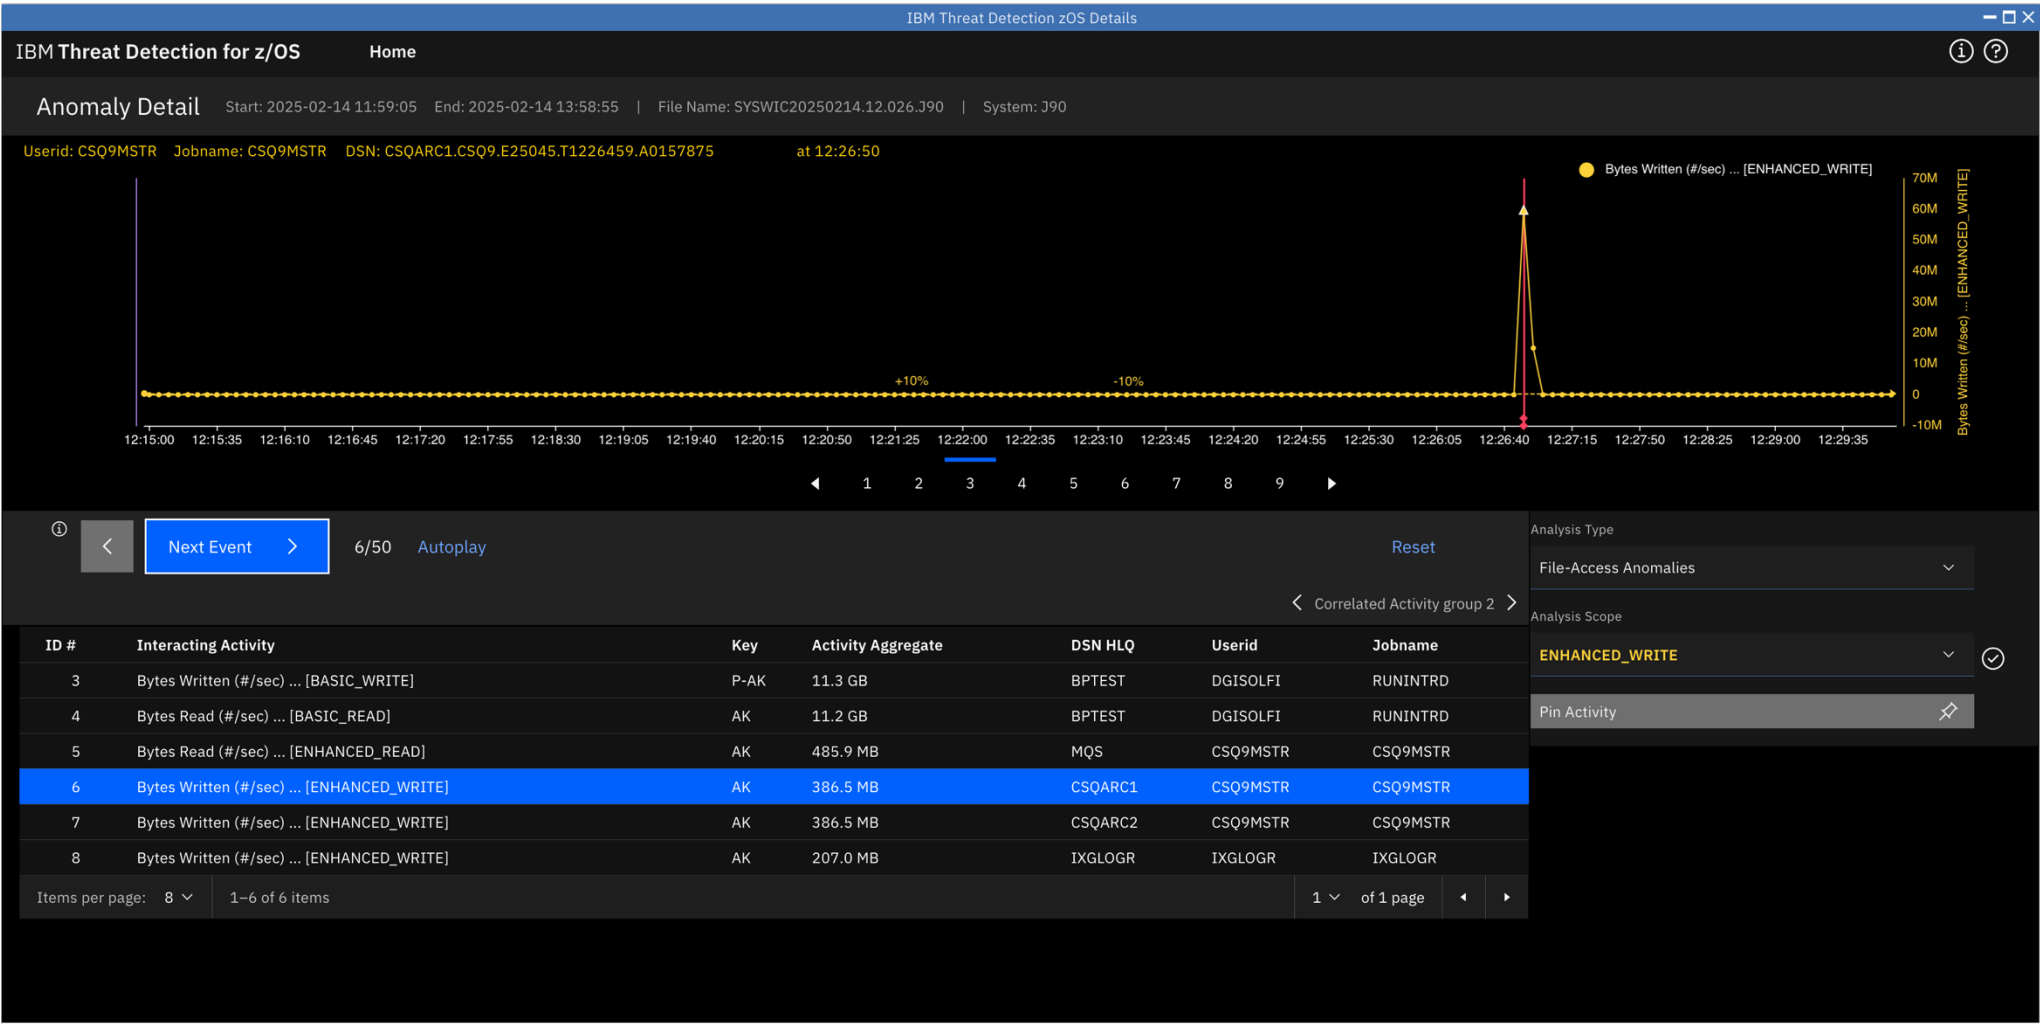 IBM Threat Detection zOS Details
IBM Threat Detection for z/OS Home
Anomaly Detail Start: 2025-02-14 11:59:05 End: 2025-02-14 13:58:55 | File Name: SYSWIC20250214.12.026.J90 | System: J90
Userid: CSQ9MSTR Jobname: CSQ9MSTR DSN: CSQARC1.CSQ9.E25045.T1226459.A0157875 at 12:26:50
Bytes Written (#/sec) ... [ENHANCED_WRITE]
70M
60M
50M
40M
30M
20M
10M
0
-10M
Bytes Written (#/sec) ... [ENHANCED_WRITE]
+10% -10%
12:15:00 12:15:35 12:16:10 12:16:45 12:17:20 12:17:55 12:18:30 12:19:05 12:19:40 12:20:15 12:20:50 12:21:25 12:22:00 12:22:35 12:23:10 12:23:45 12:24:20 12:24:55 12:25:30 12:26:05 12:26:40 12:27:15 12:27:50 12:28:25 12:29:00 12:29:35
1 2 3 4 5 6 7 8 9
Next Event 6/50 Autoplay Reset
Correlated Activity group 2
Analysis Type
File-Access Anomalies
Analysis Scope
ENHANCED_WRITE
Pin Activity
ID # Interacting Activity Key Activity Aggregate DSN HLQ Userid Jobname
3 Bytes Written (#/sec) ... [BASIC_WRITE] P-AK 11.3 GB BPTEST DGISOLFI RUNINTRD
4 Bytes Read (#/sec) ... [BASIC_READ] AK 11.2 GB BPTEST DGISOLFI RUNINTRD
5 Bytes Read (#/sec) ... [ENHANCED_READ] AK 485.9 MB MQS CSQ9MSTR CSQ9MSTR
6 Bytes Written (#/sec) ... [ENHANCED_WRITE] AK 386.5 MB CSQARC1 CSQ9MSTR CSQ9MSTR
7 Bytes Written (#/sec) ... [ENHANCED_WRITE] AK 386.5 MB CSQARC2 CSQ9MSTR CSQ9MSTR
8 Bytes Written (#/sec) ... [ENHANCED_WRITE] AK 207.0 MB IXGLOGR IXGLOGR IXGLOGR
Items per page: 8 1–6 of 6 items 1 of 1 page